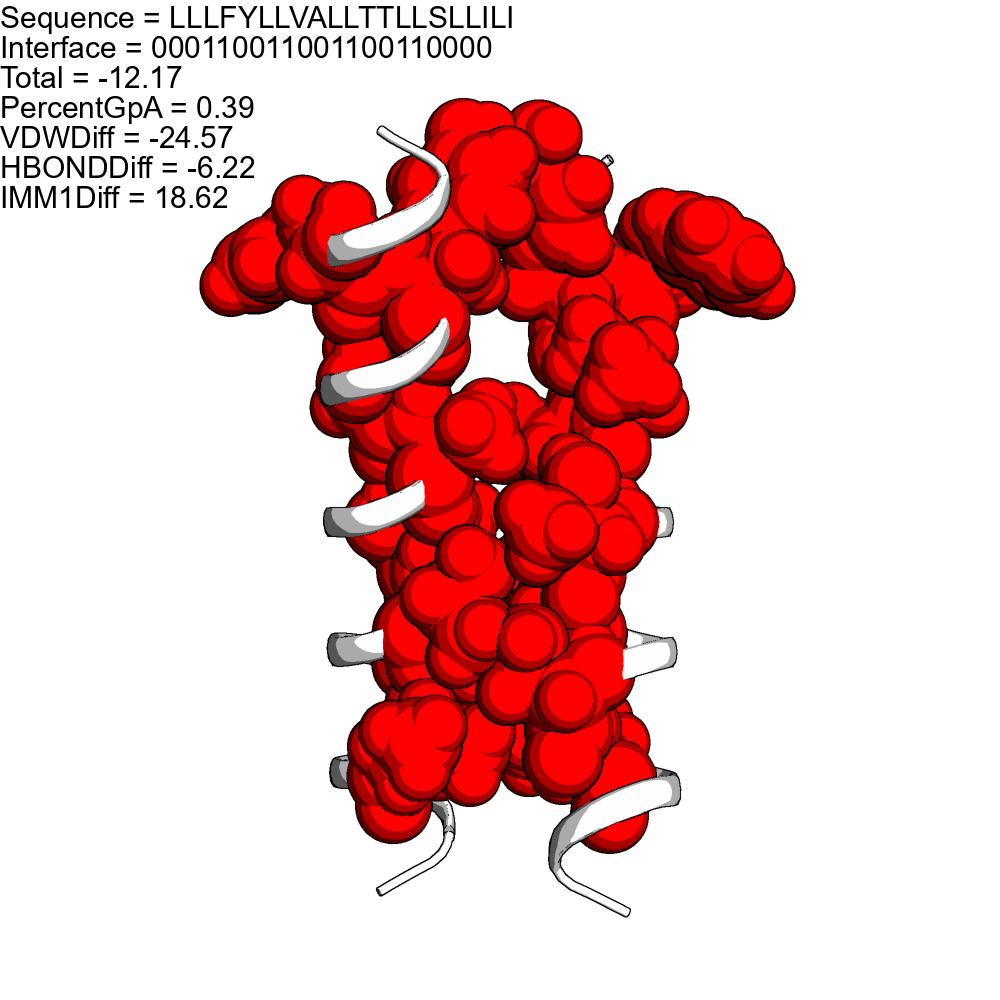 Sequence = LLLFYLLVALLTTLLSLLILI
Interface = 000110011001100110000
Total = -12.17
PercentGpA = 0.39
VDWDiff = -24.57
HBONDDiff = -6.22
IMM1Diff = 18.62